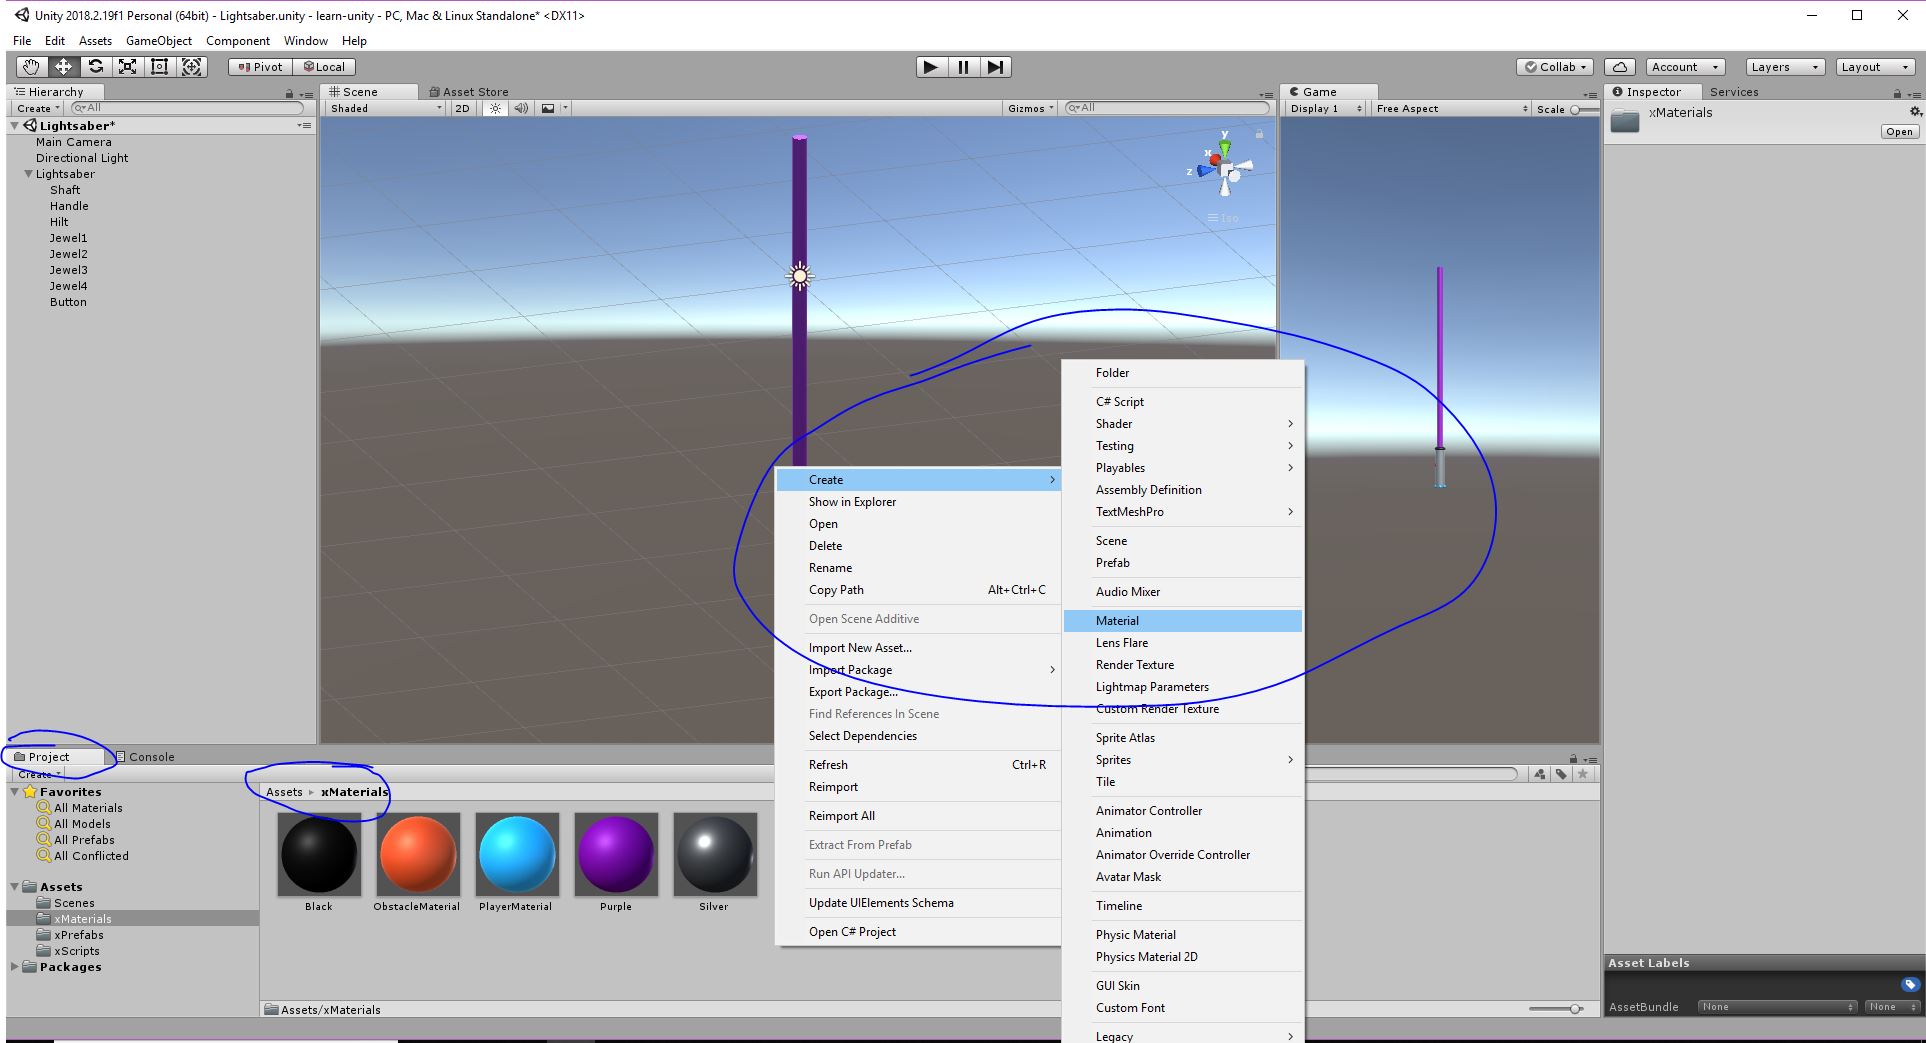 Unity 2018.2.19f1 Personal (64bit) - Lightsaber.unity - learn-unity - PC, Mac & Linux Standalone* <DX11>
File Edit Assets GameObject Component Window Help
Pivot Local Collab Account Layers Layout
Hierarchy
Create All
Lightsaber*
Main Camera
Directional Light
Lightsaber
Shaft
Handle
Hilt
Jewel1
Jewel2
Jewel3
Jewel4
Button
Scene Asset Store
Shaded 2D Gizmos All
y
x
z
Iso
Game
Display 1 Free Aspect Scale
Inspector Services
xMaterials
Open
Create
Show in Explorer
Open
Delete
Rename
Copy Path Alt+Ctrl+C
Open Scene Additive
Import New Asset...
Import Package
Export Package...
Find References In Scene
Select Dependencies
Refresh Ctrl+R
Reimport
Reimport All
Extract From Prefab
Run API Updater...
Update UIElements Schema
Open C# Project
Folder
C# Script
Shader
Testing
Playables
Assembly Definition
TextMeshPro
Scene
Prefab
Audio Mixer
Material
Lens Flare
Render Texture
Lightmap Parameters
Custom Render Texture
Sprite Atlas
Sprites
Tile
Animator Controller
Animation
Animator Override Controller
Avatar Mask
Timeline
Physic Material
Physics Material 2D
GUI Skin
Custom Font
Legacy
Project Console
Create
Favorites
All Materials
All Models
All Prefabs
All Conflicted
Assets
Scenes
xMaterials
xPrefabs
xScripts
Packages
Assets xMaterials
Black ObstacleMaterial PlayerMaterial Purple Silver
Assets/xMaterials
Asset Labels
AssetBundle None None